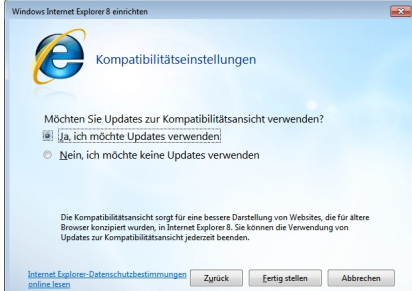 Windows Internet Explorer 8 einrichten
Kompatibilitätseinstellungen
Möchten Sie Updates zur Kompatibilitätsansicht verwenden?
Ja, ich möchte Updates verwenden
Nein, ich möchte keine Updates verwenden
Die Kompatibilitätsansicht sorgt für eine bessere Darstellung von Websites, die für ältere
Browser konzipiert wurden, in Internet Explorer 8. Sie können die Verwendung von
Updates zur Kompatibilitätsansicht jederzeit beenden.
Internet Explorer-Datenschutzbestimmungen
online lesen
Zurück
Fertig stellen
Abbrechen